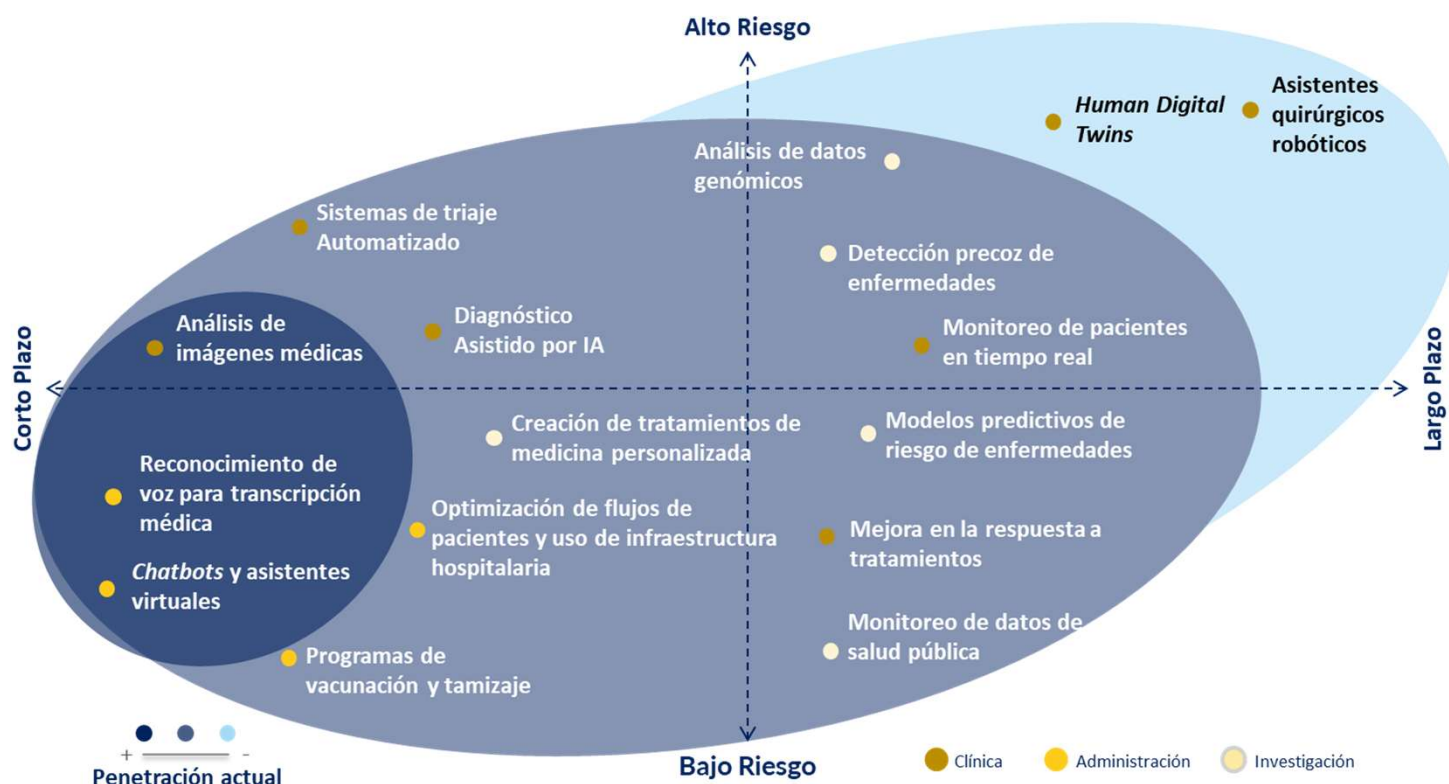 Alto Riesgo
Human Digital
Twins
Asistentes
quirúrgicos
robóticos
Análisis de datos
genómicos
Sistemas de triaje
Automatizado
Detección precoz de
enfermedades
Análisis de
imágenes médicas
Diagnóstico
Asistido por IA
Monitoreo de pacientes
en tiempo real
Corto Plazo
Largo Plazo
Creación de tratamientos de
medicina personalizada
Modelos predictivos de
riesgo de enfermedades
Reconocimiento de
voz para transcripción
médica
Optimización de flujos de
pacientes y uso de infraestructura
hospitalaria
Mejora en la respuesta a
tratamientos
Chatbots y asistentes
virtuales
Monitoreo de datos de
salud pública
Programas de
vacunación y tamizaje
+ -
Penetración actual
Bajo Riesgo
Clínica
Administración
Investigación